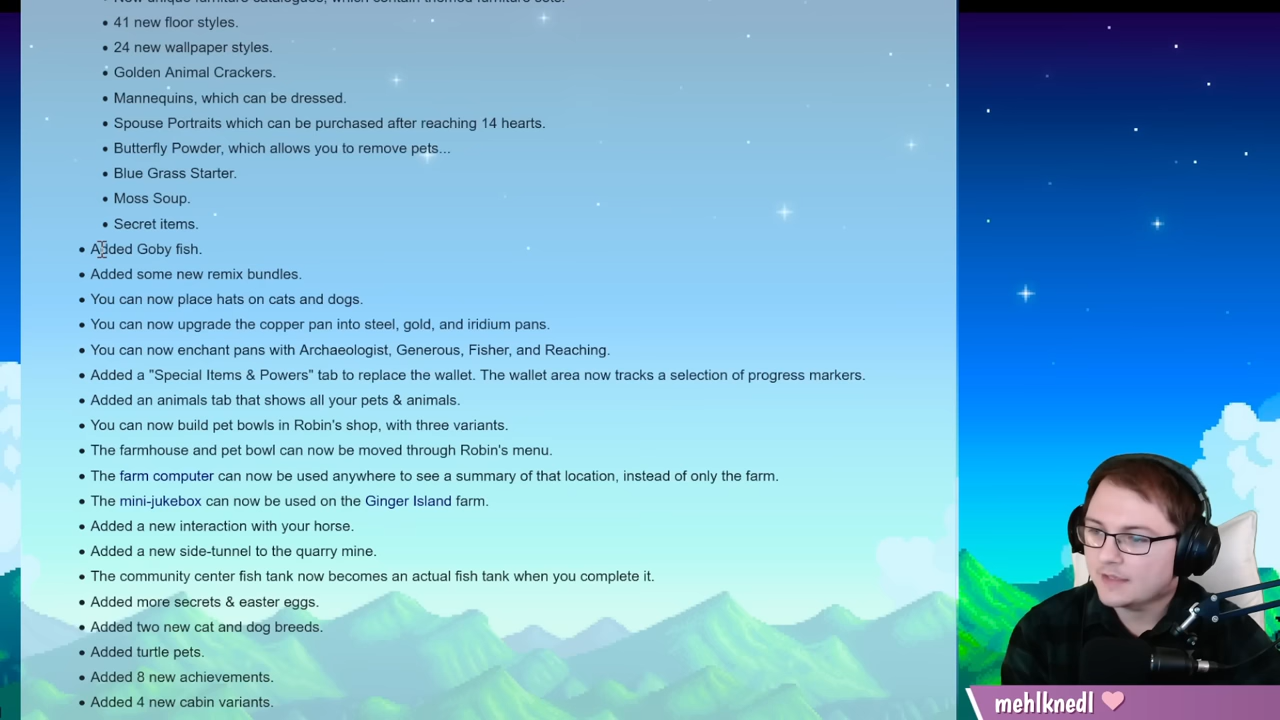 New unique furniture catalogues, which contain themed furniture sets.
41 new floor styles.
24 new wallpaper styles.
Golden Animal Crackers.
Mannequins, which can be dressed.
Spouse Portraits which can be purchased after reaching 14 hearts.
Butterfly Powder, which allows you to remove pets...
Blue Grass Starter.
Moss Soup.
Secret items.
Added Goby fish.
Added some new remix bundles.
You can now place hats on cats and dogs.
You can now upgrade the copper pan into steel, gold, and iridium pans.
You can now enchant pans with Archaeologist, Generous, Fisher, and Reaching.
Added a "Special Items & Powers" tab to replace the wallet. The wallet area now tracks a selection of progress markers.
Added an animals tab that shows all your pets & animals.
You can now build pet bowls in Robin's shop, with three variants.
The farmhouse and pet bowl can now be moved through Robin's menu.
The farm computer can now be used anywhere to see a summary of that location, instead of only the farm.
The mini-jukebox can now be used on the Ginger Island farm.
Added a new interaction with your horse.
Added a new side-tunnel to the quarry mine.
The community center fish tank now becomes an actual fish tank when you complete it.
Added more secrets & easter eggs.
Added two new cat and dog breeds.
Added turtle pets.
Added 8 new achievements.
Added 4 new cabin variants.
mehlknedl